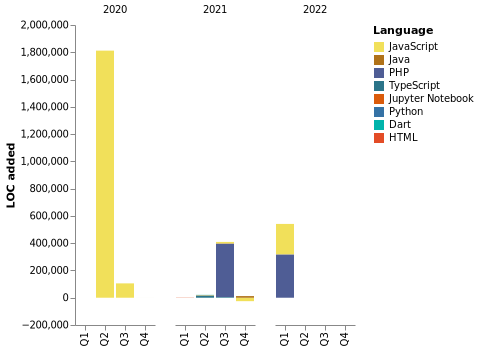 2020 2021 2022
2,000,000
1,800,000
1,600,000
1,400,000
1,200,000
1,000,000
800,000
600,000
400,000
200,000
0
−200,000
LOC added
Q1 Q2 Q3 Q4 Q1 Q2 Q3 Q4 Q1 Q2 Q3 Q4
Language
JavaScript
Java
PHP
TypeScript
Jupyter Notebook
Python
Dart
HTML